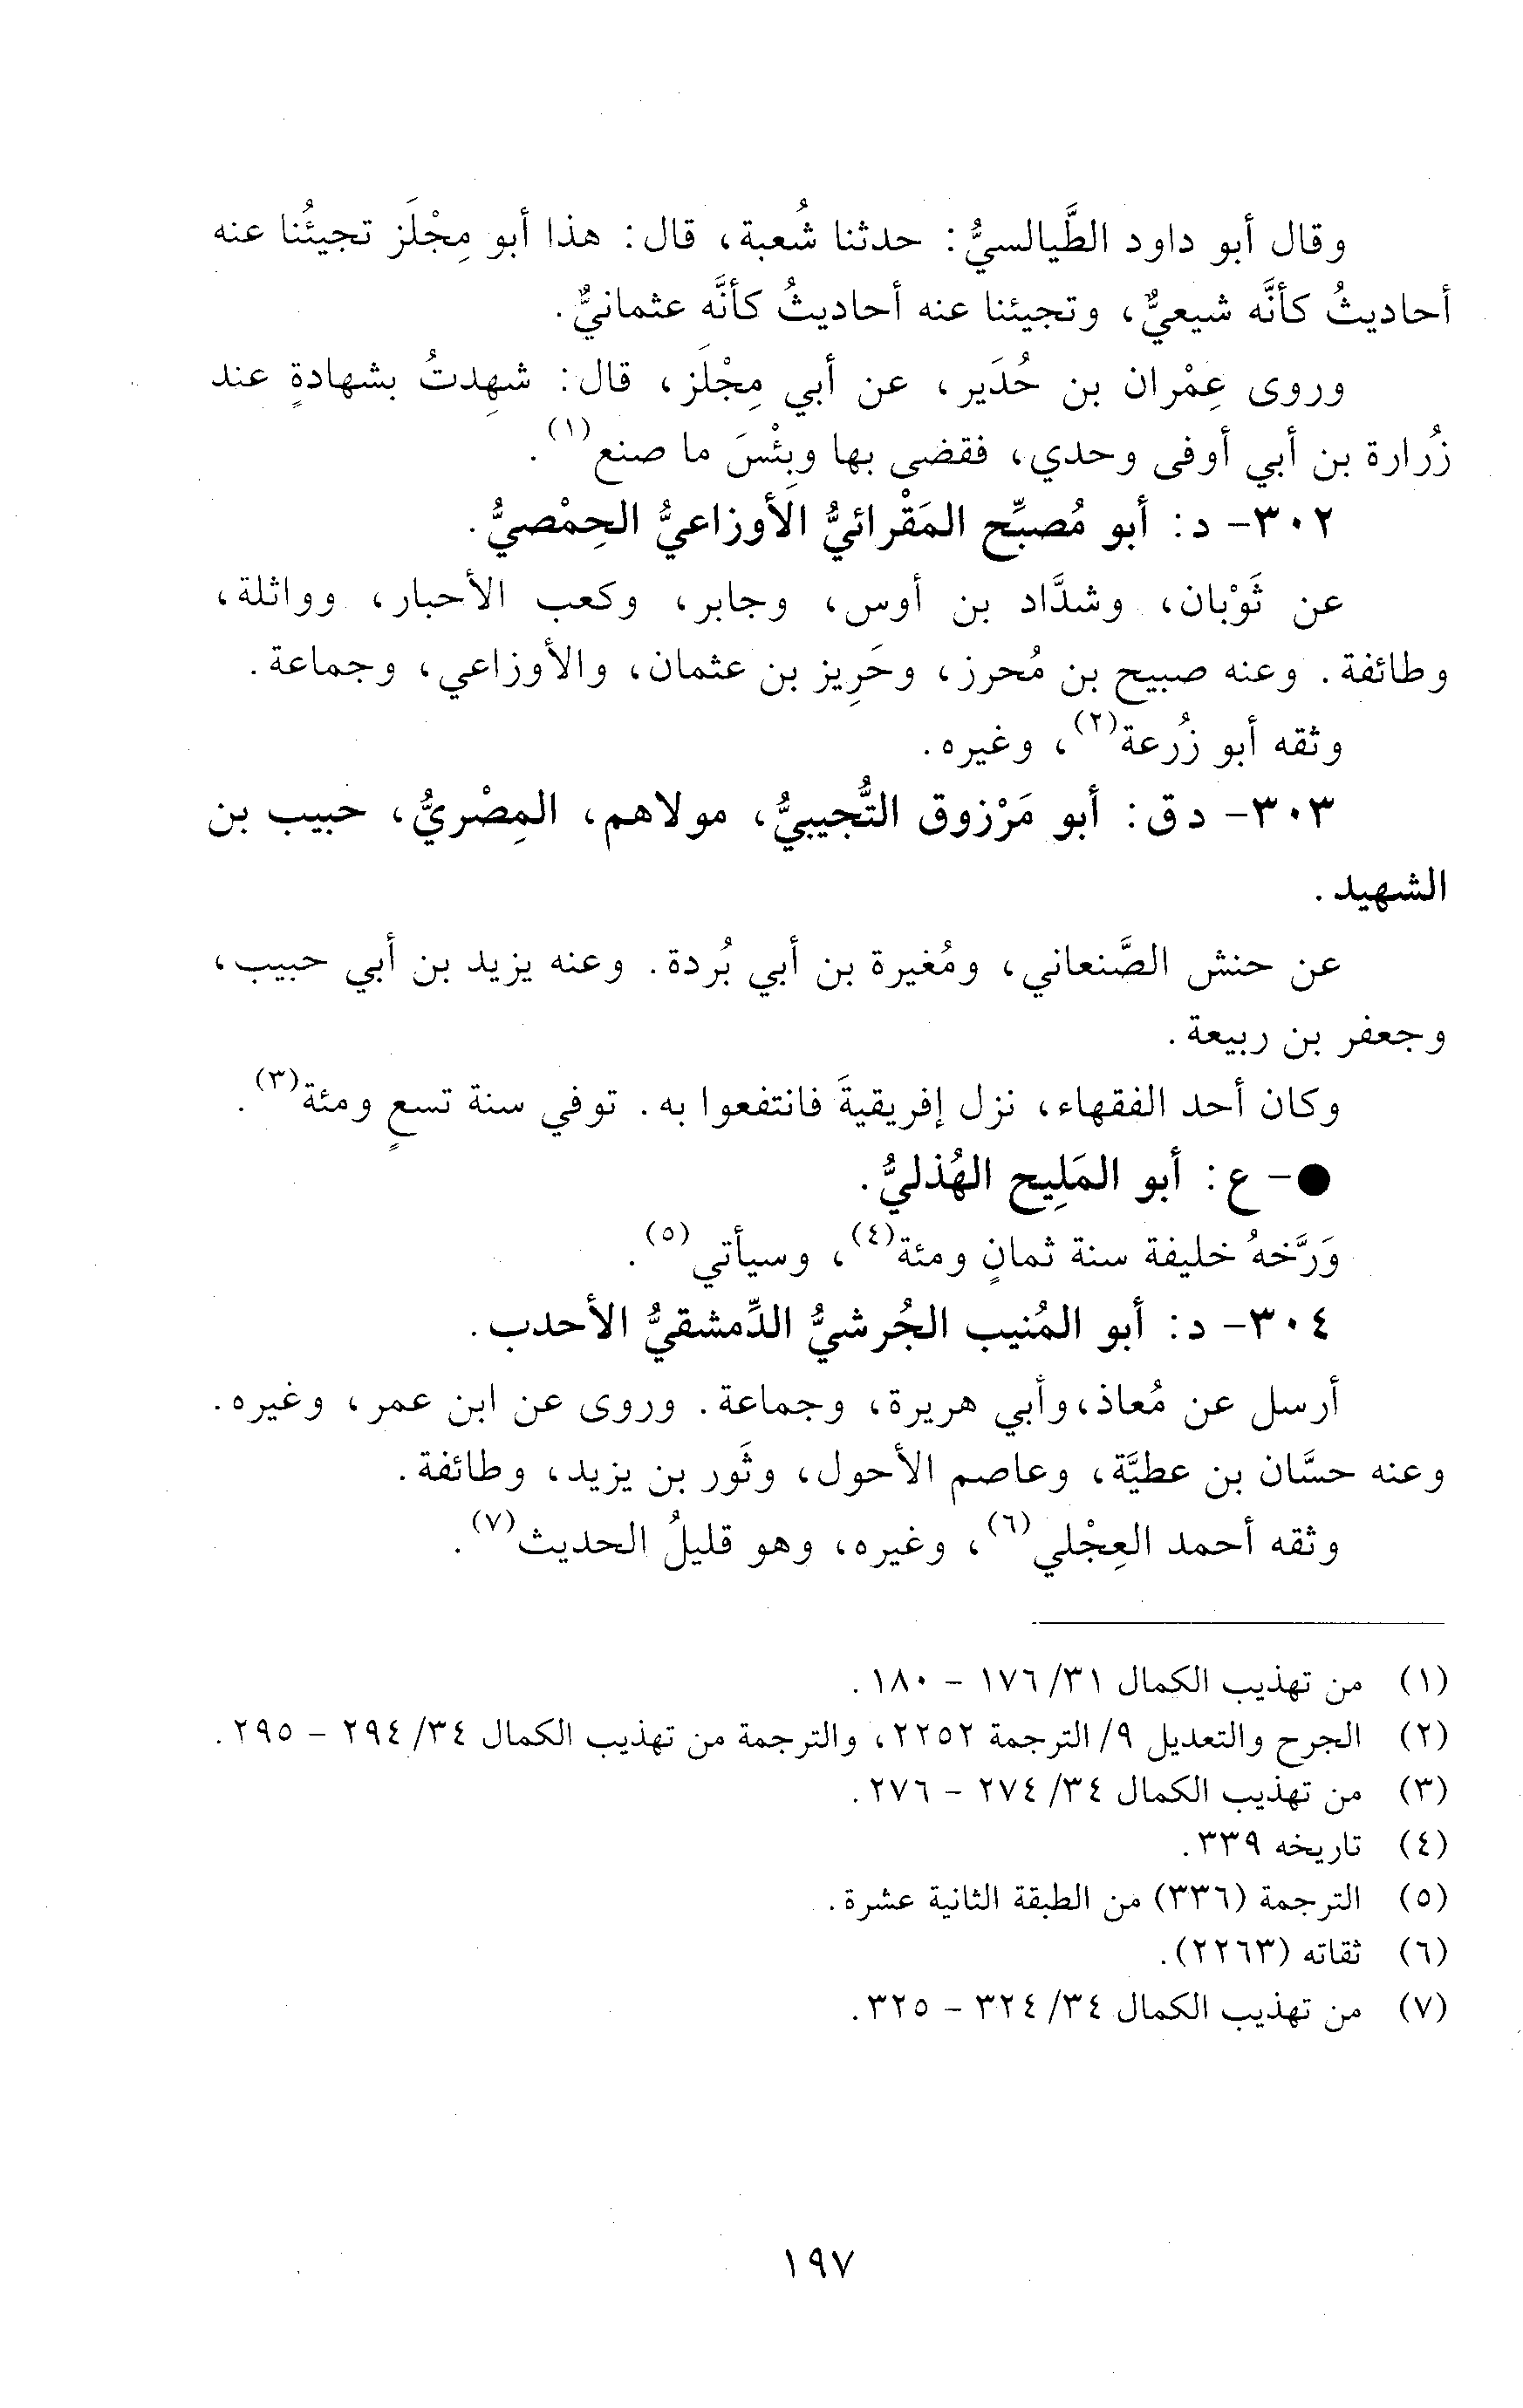 وقال أبو داود الطَّيالسيُّ: حدثنا شُعبة، قال: هذا أبو مِجْلَز تجيئُنا عنه
أحاديثُ كأنَّه شيعيٌّ، وتجيئنا عنه أحاديثُ كأنَّه عثمانيٌّ.
وروى عِمْران بن حُدَير، عن أبي مِجْلَز، قال: شهِدتُ بشهادةٍ عند
زُرارة بن أبي أوفى وحدي، فقضى بها وبِئْسَ ما صنع(١).
٣٠٢- د: أبو مُصبِّح المَقْرائيُّ الأوزاعيُّ الحِمْصيُّ.
عن ثَوْبان، وشدَّاد بن أوس، وجابر، وكعب الأحبار، وواثلة،
وطائفة. وعنه صبيح بن مُحرز، وحَرِيز بن عثمان، والأوزاعي، وجماعة.
وثقه أبو زُرعة(٢)، وغيره.
٣٠٣- د ق: أبو مَرْزوق التُّجيبيُّ، مولاهم، المِصْريُّ، حبيب بن
الشهيد.
عن حنش الصَّنعاني، ومُغيرة بن أبي بُردة. وعنه يزيد بن أبي حبيب،
وجعفر بن ربيعة.
وكان أحد الفقهاء، نزل إفريقيةَ فانتفعوا به. توفي سنة تسعٍ ومئة(٣).
●- ع: أبو المَلِيح الهُذليُّ.
وَرَّخهُ خليفة سنة ثمانٍ ومئة(٤)، وسيأتي(٥).
٣٠٤- د: أبو المُنيب الجُرشيُّ الدِّمشقيُّ الأحدب.
أرسل عن مُعاذ، وأبي هريرة، وجماعة. وروى عن ابن عمر، وغيره.
وعنه حسَّان بن عطيَّة، وعاصم الأحول، وثَور بن يزيد، وطائفة.
وثقه أحمد العِجْلي(٦)، وغيره، وهو قليلُ الحديث(٧).
(١) من تهذيب الكمال ٣١/ ١٧٦ - ١٨٠.
(٢) الجرح والتعديل ٩/ الترجمة ٢٢٥٢، والترجمة من تهذيب الكمال ٣٤/ ٢٩٤ - ٢٩٥.
(٣) من تهذيب الكمال ٣٤/ ٢٧٤ - ٢٧٦.
(٤) تاريخه ٣٣٩.
(٥) الترجمة (٣٣٦) من الطبقة الثانية عشرة.
(٦) ثقاته (٢٢٦٣).
(٧) من تهذيب الكمال ٣٤/ ٣٢٤ - ٣٢٥.
١٩٧